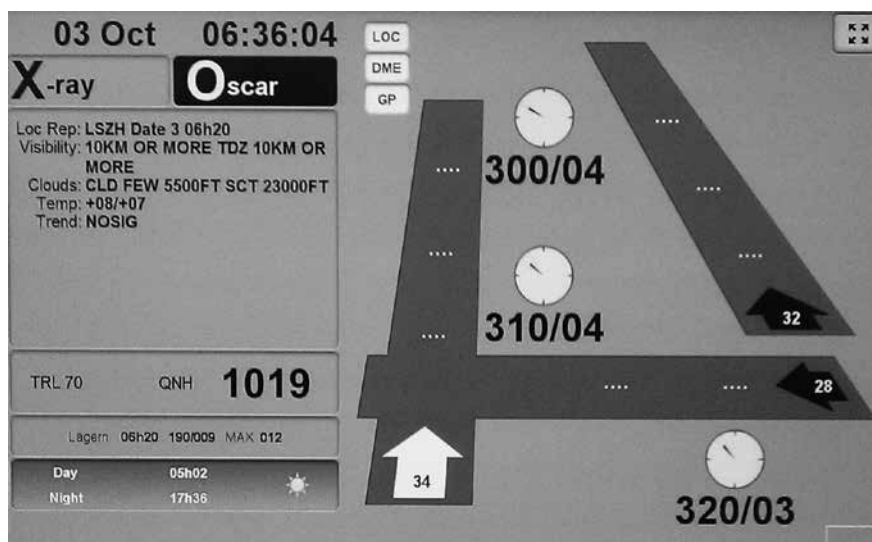 03 Oct 06:36:04
X-ray Oscar
Loc Rep: LSZH Date 3 06h20
Visibility: 10KM OR MORE TDZ 10KM OR
MORE
Clouds: CLD FEW 5500FT SCT 23000FT
Temp: +08/+07
Trend: NOSIG
TRL 70 QNH 1019
Lägern 06h20 190/009 MAX 012
Day 05h02
Night 17h36
LOC
DME
GP
300/04
310/04
32
28
34
320/03